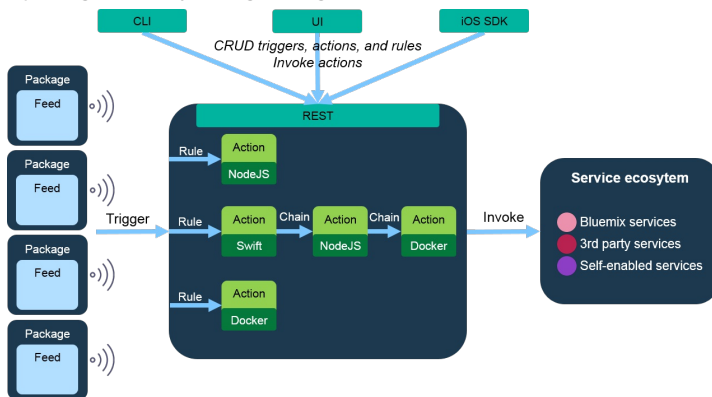 CLI
UI
iOS SDK
CRUD triggers, actions, and rules
Invoke actions
Package
Feed
Package
Feed
Package
Feed
Package
Feed
Trigger
REST
Rule
Action
NodeJS
Rule
Action
Swift
Chain
Action
NodeJS
Chain
Action
Docker
Rule
Action
Docker
Invoke
Service ecosytem
Bluemix services
3rd party services
Self-enabled services